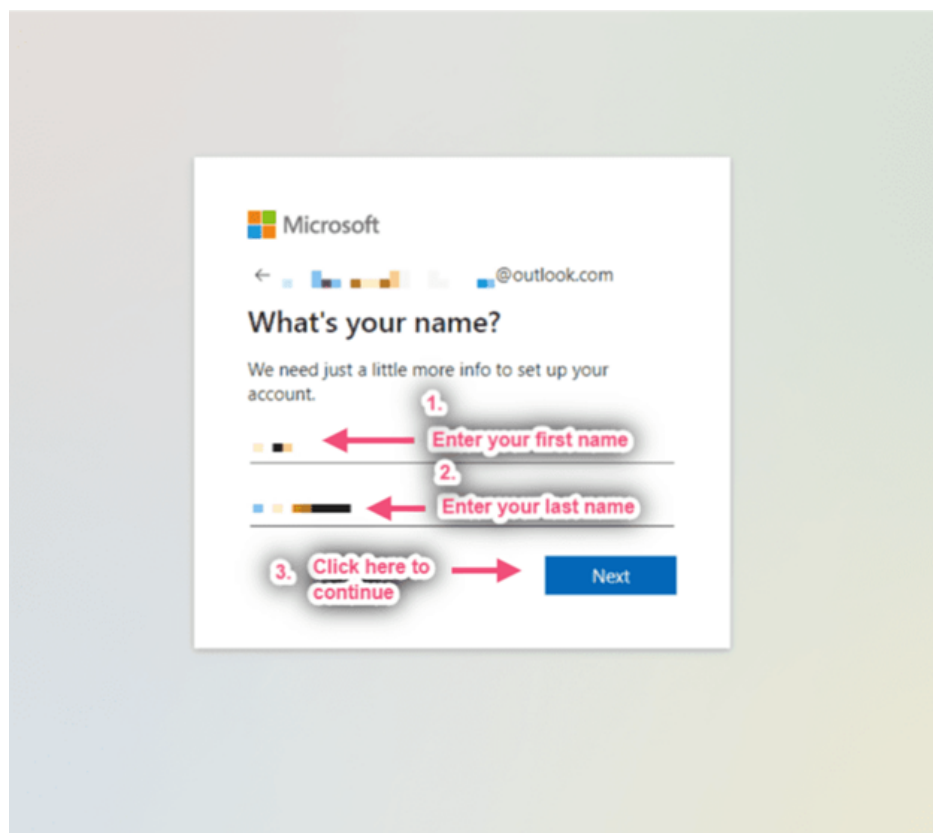 Microsoft
← @outlook.com
What's your name?
We need just a little more info to set up your
account.
1.
Enter your first name
2.
Enter your last name
3. Click here to
continue
Next